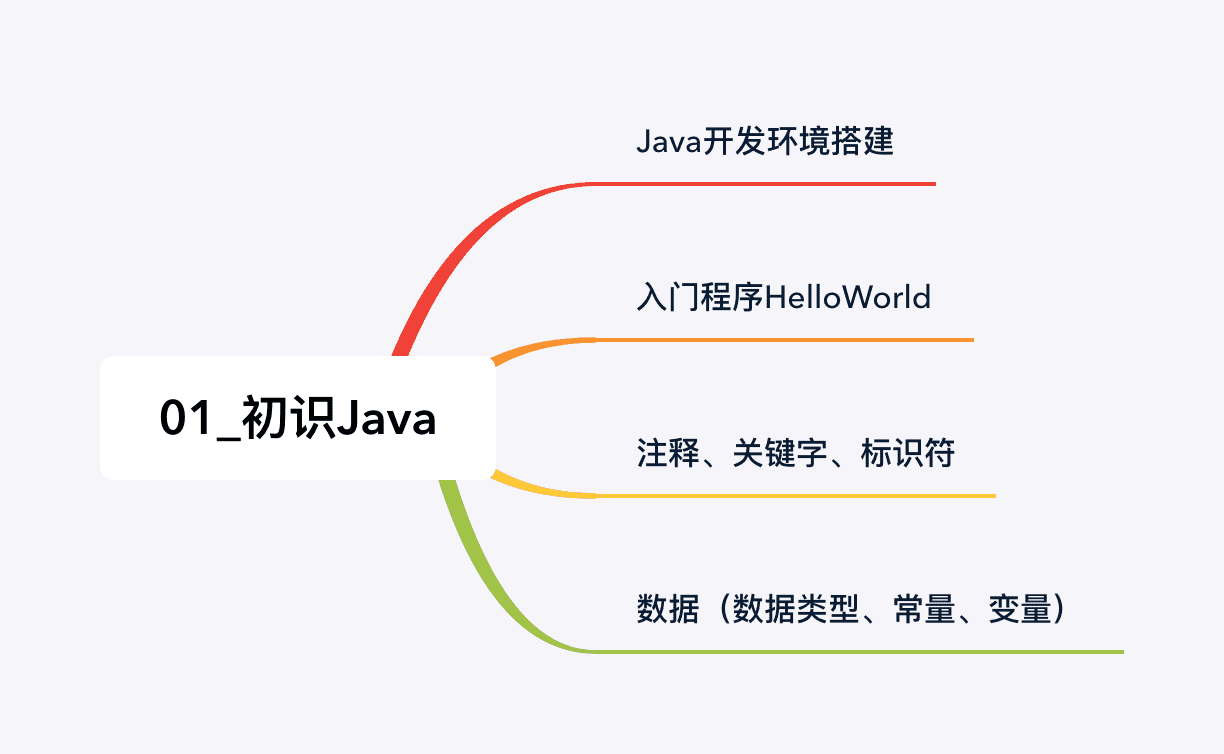 Java开发环境搭建
入门程序HelloWorld
01_初识Java
注释、关键字、标识符
数据（数据类型、常量、变量）